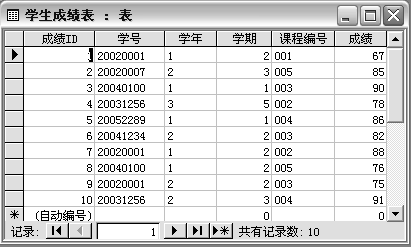 学生成绩表 : 表
成绩ID 学号 学年 学期 课程编号 成绩
1 20020001 1 2 001 67
2 20020007 2 3 005 85
3 20040100 1 1 003 90
4 20031256 3 5 002 78
5 20052289 1 1 004 86
6 20041234 2 2 003 82
7 20020001 1 2 002 88
8 20040100 1 2 005 76
9 20020001 2 2 003 75
10 20031256 2 3 004 91
(自动编号) 0 0
记录: 1 共有记录数: 10